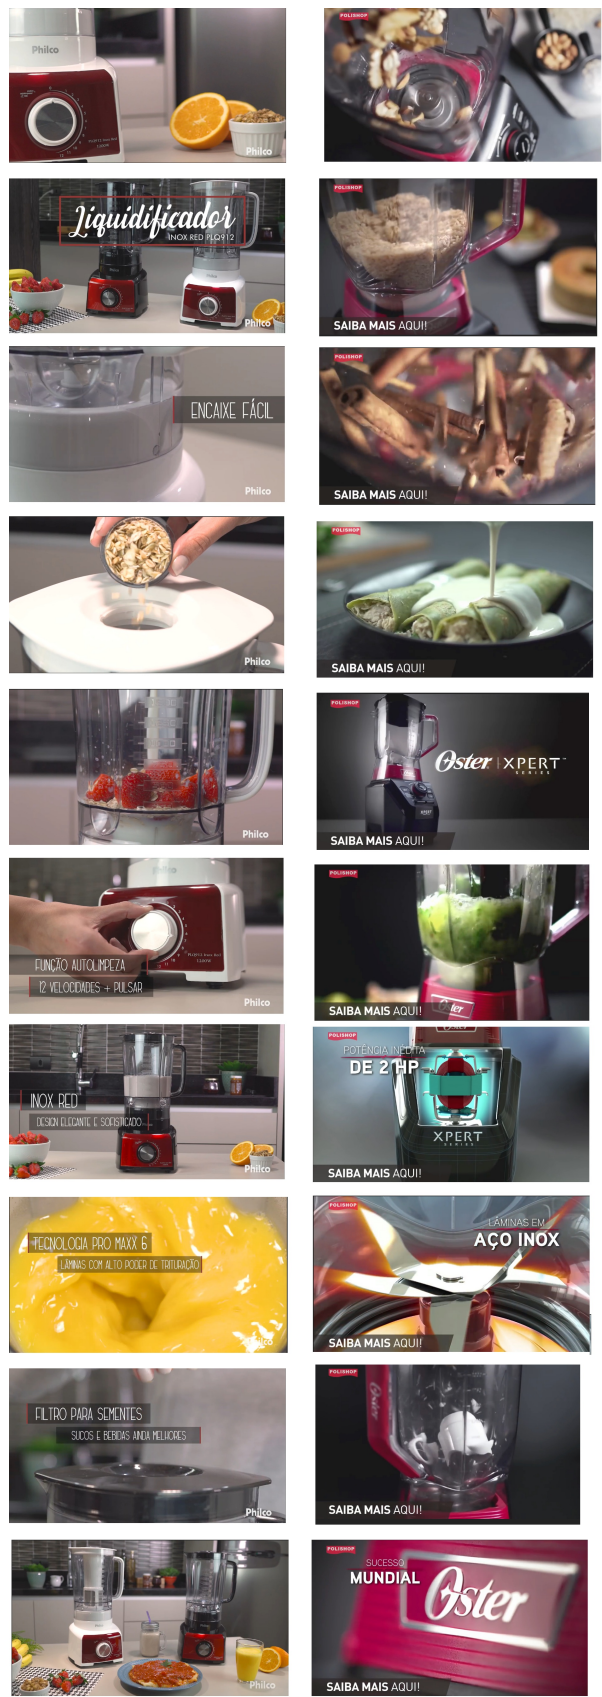 Philco
Philco
Liquidificador
INOX RED PLQ912
Philco
ENCAIXE FÁCIL
Philco
Philco
Philco
Philco
FUNÇÃO AUTOLIMPEZA
12 VELOCIDADES + PULSAR
Philco
INOX RED
DESIGN ELEGANTE E SOFISTICADO
Philco
TECNOLOGIA PRO MAXX 6
LÂMINAS COM ALTO PODER DE TRITURAÇÃO
Philco
FILTRO PARA SEMENTES
SUCOS E BEBIDAS AINDA MELHORES
Philco
Philco
POLISHOP
POLISHOP
SAIBA MAIS AQUI!
POLISHOP
SAIBA MAIS AQUI!
POLISHOP
SAIBA MAIS AQUI!
POLISHOP
Oster XPERT
SERIES
SAIBA MAIS AQUI!
POLISHOP
Oster
SAIBA MAIS AQUI!
POLISHOP
Oster
POTÊNCIA INÉDITA
DE 2 HP
XPERT
SERIES
SAIBA MAIS AQUI!
POLISHOP
LÂMINAS EM
AÇO INOX
SAIBA MAIS AQUI!
POLISHOP
Oster
SAIBA MAIS AQUI!
POLISHOP
SUCESSO
MUNDIAL
Oster
SAIBA MAIS AQUI!